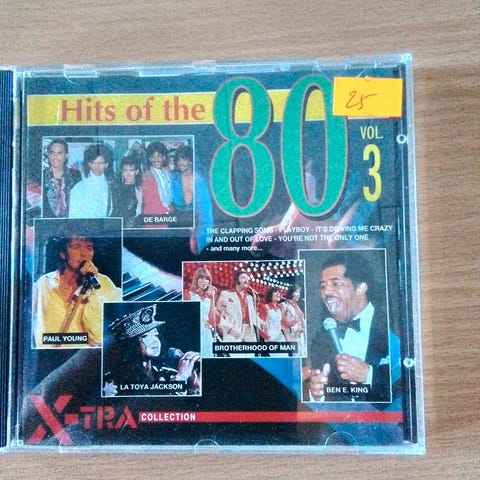 Hits of the 80
25
VOL.
3
DE BARGE
THE CLAPPING SONG - PLAYBOY - IT'S DRIVING ME CRAZY
IN AND OUT OF LOVE - YOU'RE NOT THE ONLY ONE
- and many more...
PAUL YOUNG
LA TOYA JACKSON
BROTHERHOOD OF MAN
BEN E. KING
X-TRA COLLECTION